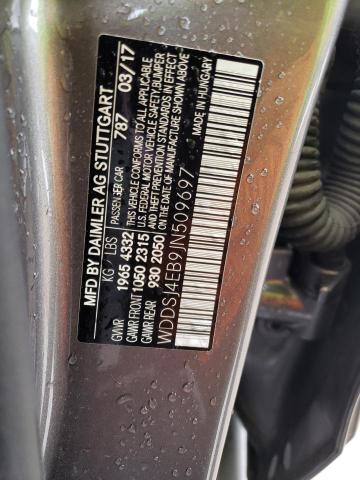 MFD BY DAIMLER AG STUTTGART
KG / LBS PASSENGER CAR 787 03/17
GVWR 1965 4332 THIS VEHICLE CONFORMS TO ALL APPLICABLE
GAWR FRONT 1050 2315 U.S. FEDERAL MOTOR VEHICLE SAFETY, BUMPER
GAWR REAR 930 2050 AND THEFT PREVENTION STANDARDS IN EFFECT
ON THE DATE OF MANUFACTURE SHOWN ABOVE
MADE IN HUNGARY
WDDSJ4EB9JN509697